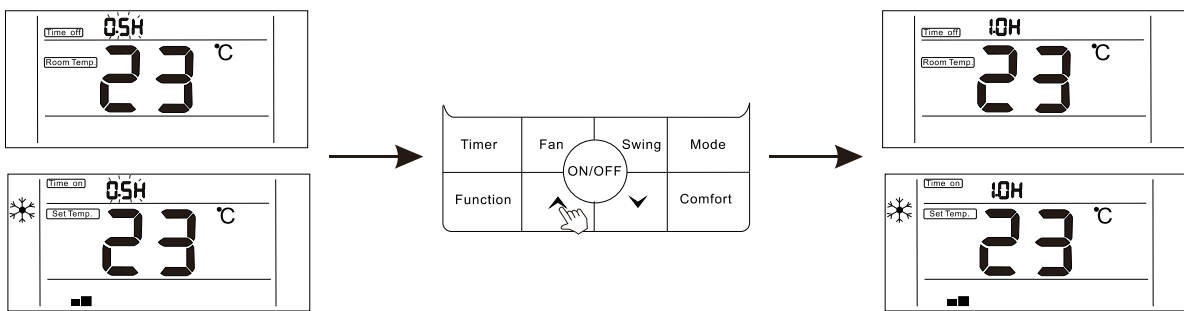 Time off 0.5H
Room Temp. 23 °C
Time on 0.5H
Set Temp. 23 °C
Timer Fan Swing Mode
ON/OFF
Function Comfort
Time off 1.0H
Room Temp. 23 °C
Time on 1.0H
Set Temp. 23 °C